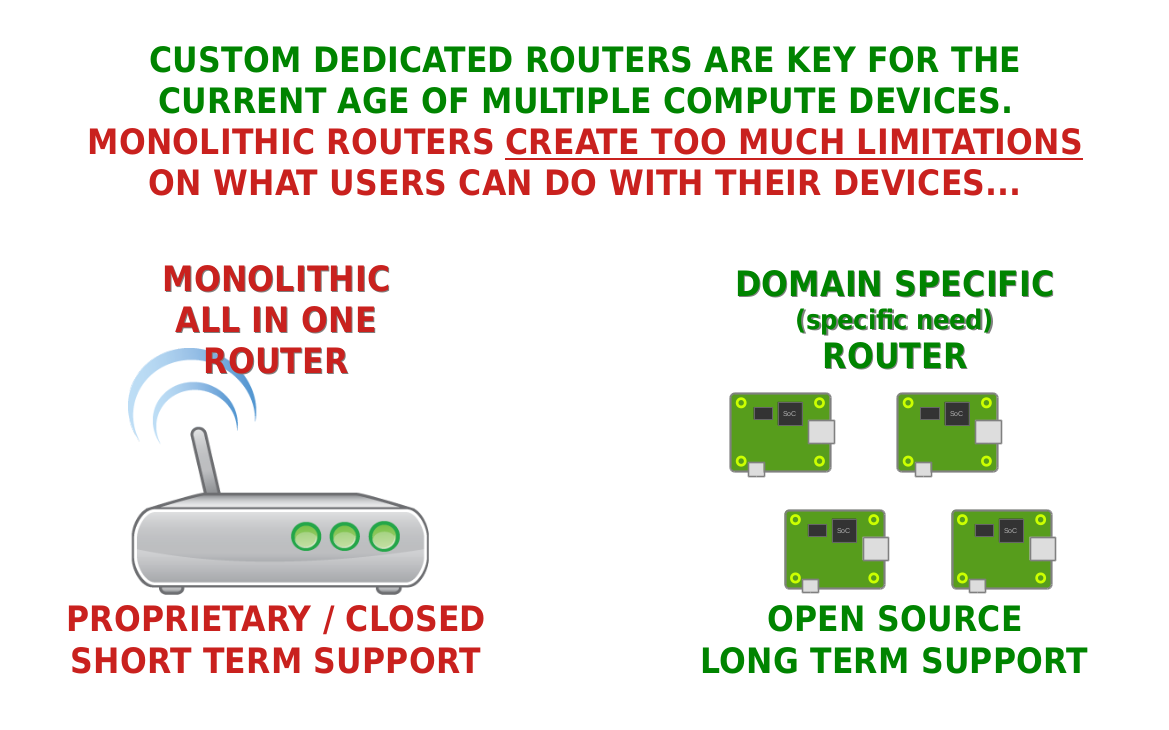 CUSTOM DEDICATED ROUTERS ARE KEY FOR THE
CURRENT AGE OF MULTIPLE COMPUTE DEVICES.
MONOLITHIC ROUTERS CREATE TOO MUCH LIMITATIONS
ON WHAT USERS CAN DO WITH THEIR DEVICES...
MONOLITHIC
ALL IN ONE
ROUTER
PROPRIETARY / CLOSED
SHORT TERM SUPPORT
DOMAIN SPECIFIC
(specific need)
ROUTER
SoC
SoC
SoC
SoC
OPEN SOURCE
LONG TERM SUPPORT